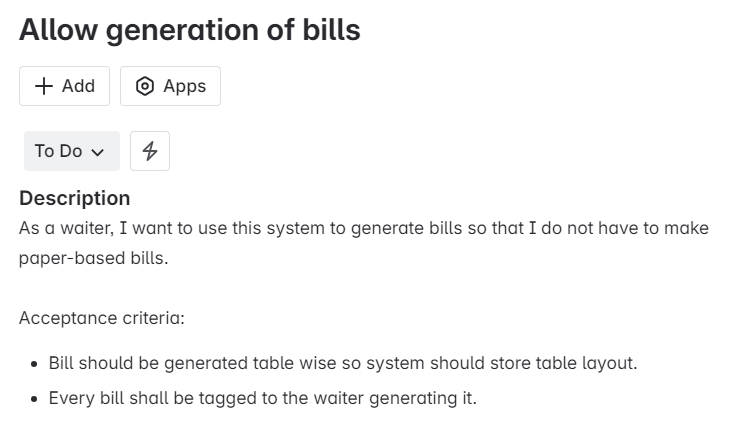 Allow generation of bills
Add Apps
To Do
Description
As a waiter, I want to use this system to generate bills so that I do not have to make
paper-based bills.
Acceptance criteria:
• Bill should be generated table wise so system should store table layout.
• Every bill shall be tagged to the waiter generating it.